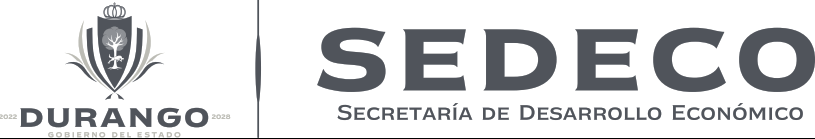 2022 DURANGO 2028
GOBIERNO DEL ESTADO
SEDECO
SECRETARÍA DE DESARROLLO ECONÓMICO